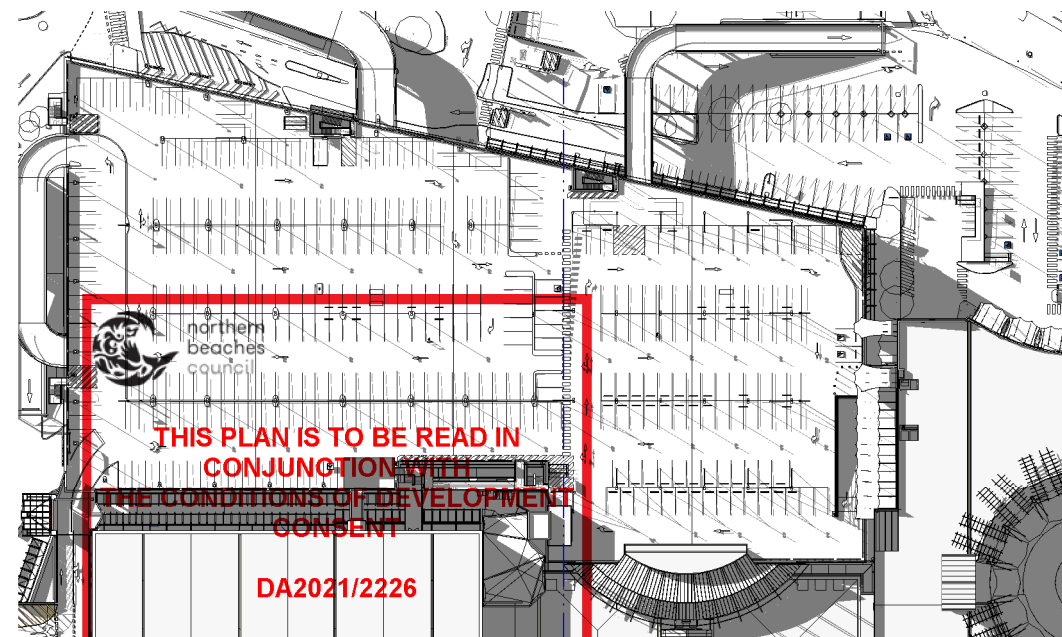 northern
beaches
council
THIS PLAN IS TO BE READ IN
CONJUNCTION WITH
THE CONDITIONS OF DEVELOPMENT
CONSENT
DA2021/2226